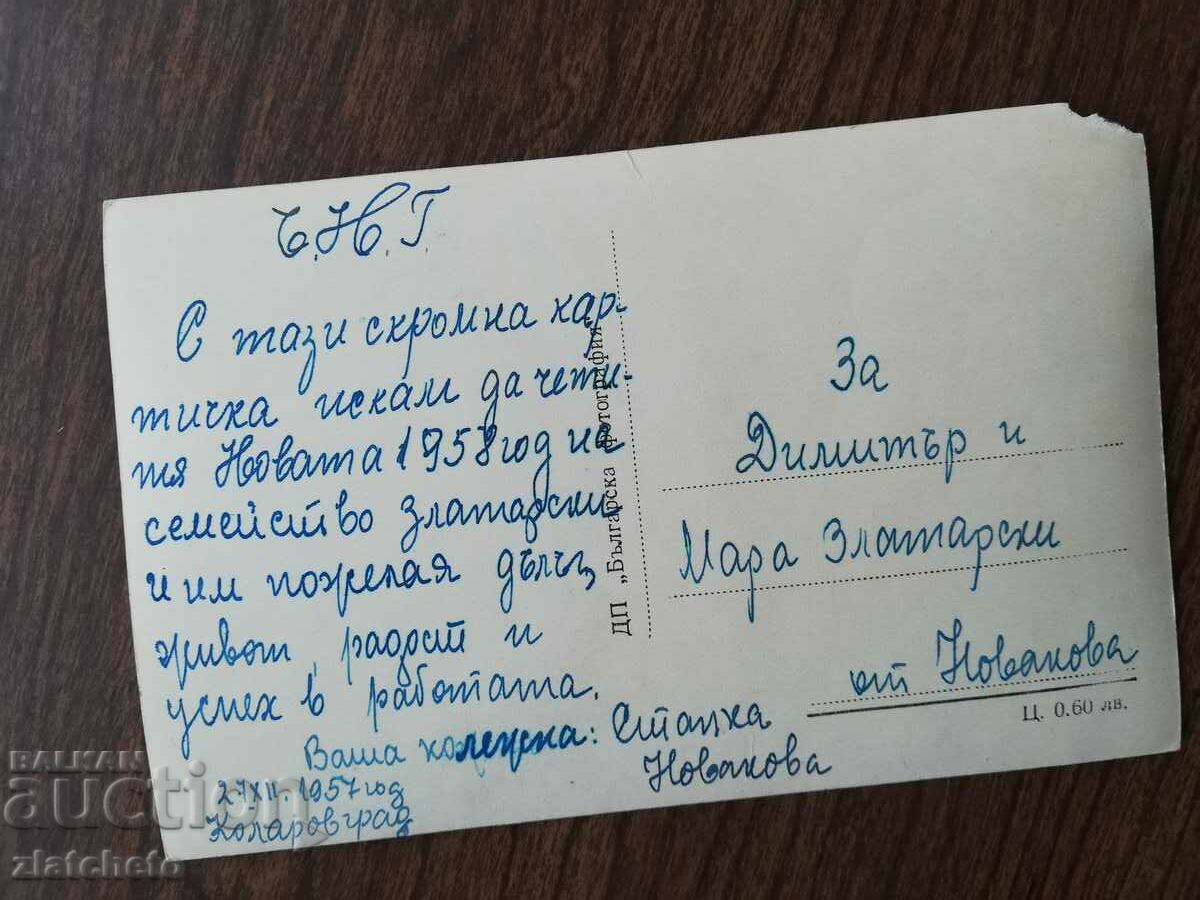 Ч.Н.Г.
С тази скромна кар-
тичка искам да чети-
тя Новата 1958 год на
семейство Златарски
и им пожелая дълъг
живот, радост и
успех в работата.
Ваша колежка: Станка
Новакова
27 XII. 1957 год
Коларовград
ДП „Българска фотография"
За
Димитър и
Мара Златарски
от Новакова
Ц. 0.60 лв.
BALKAN
auction
zlatcheto